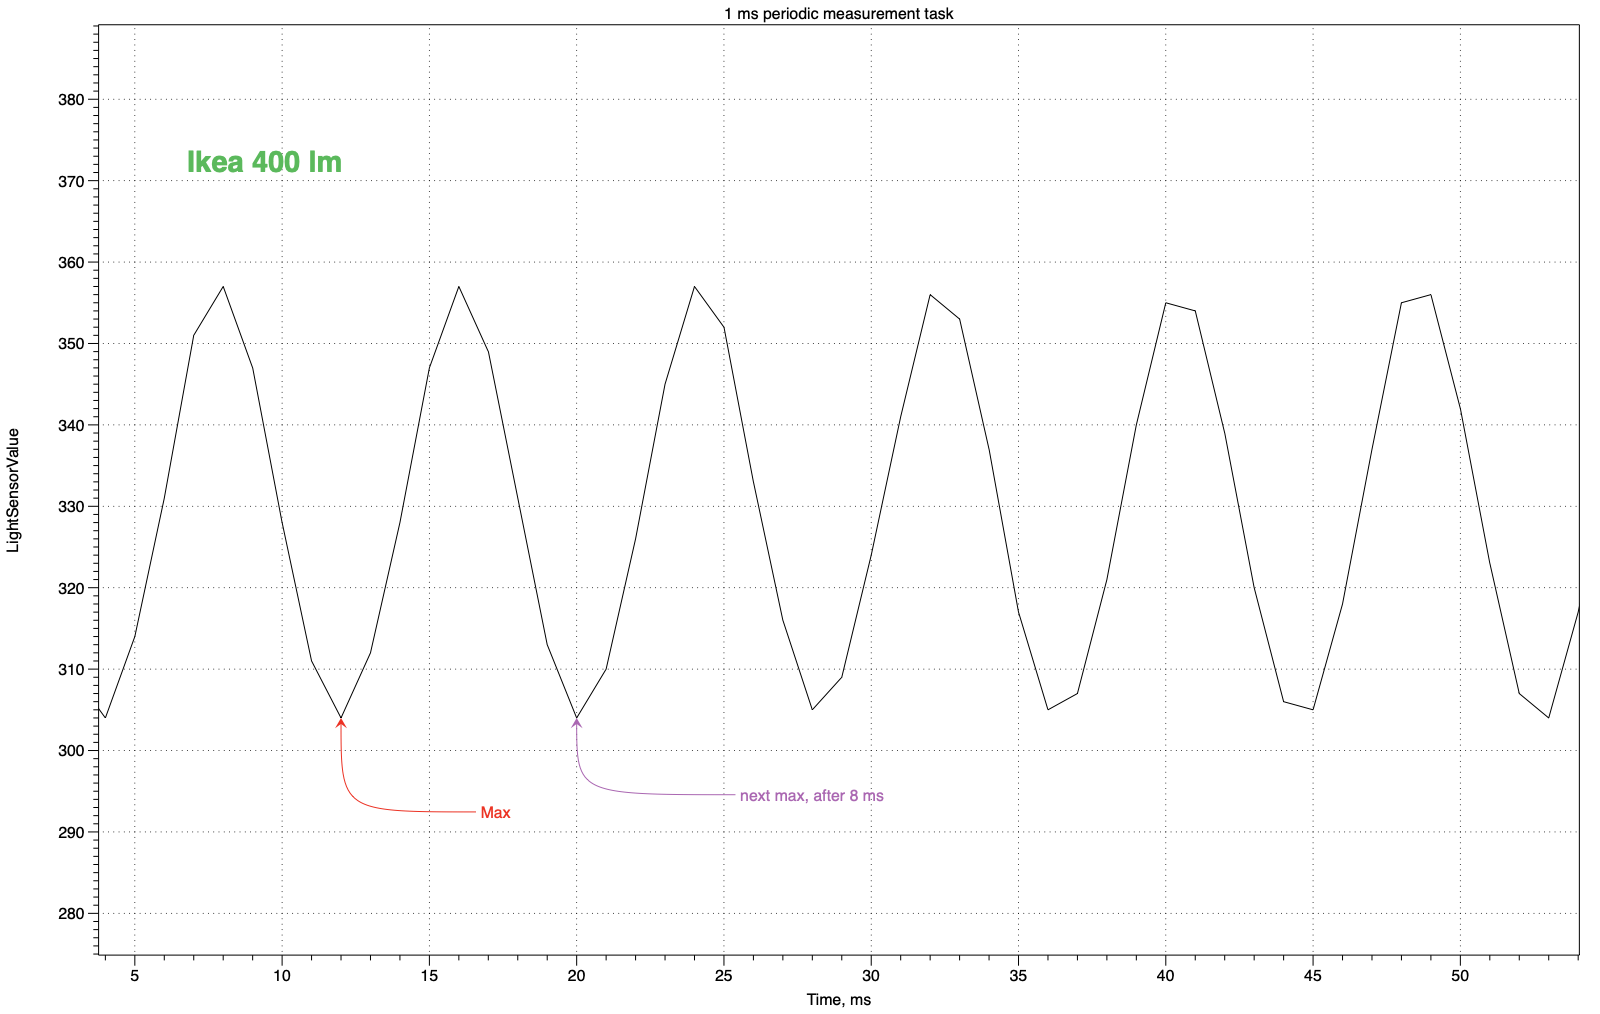 1 ms periodic measurement task
Ikea 400 lm
LightSensorValue
380
370
360
350
340
330
320
310
300
290
280
Max
next max, after 8 ms
5 10 15 20 25 30 35 40 45 50
Time, ms